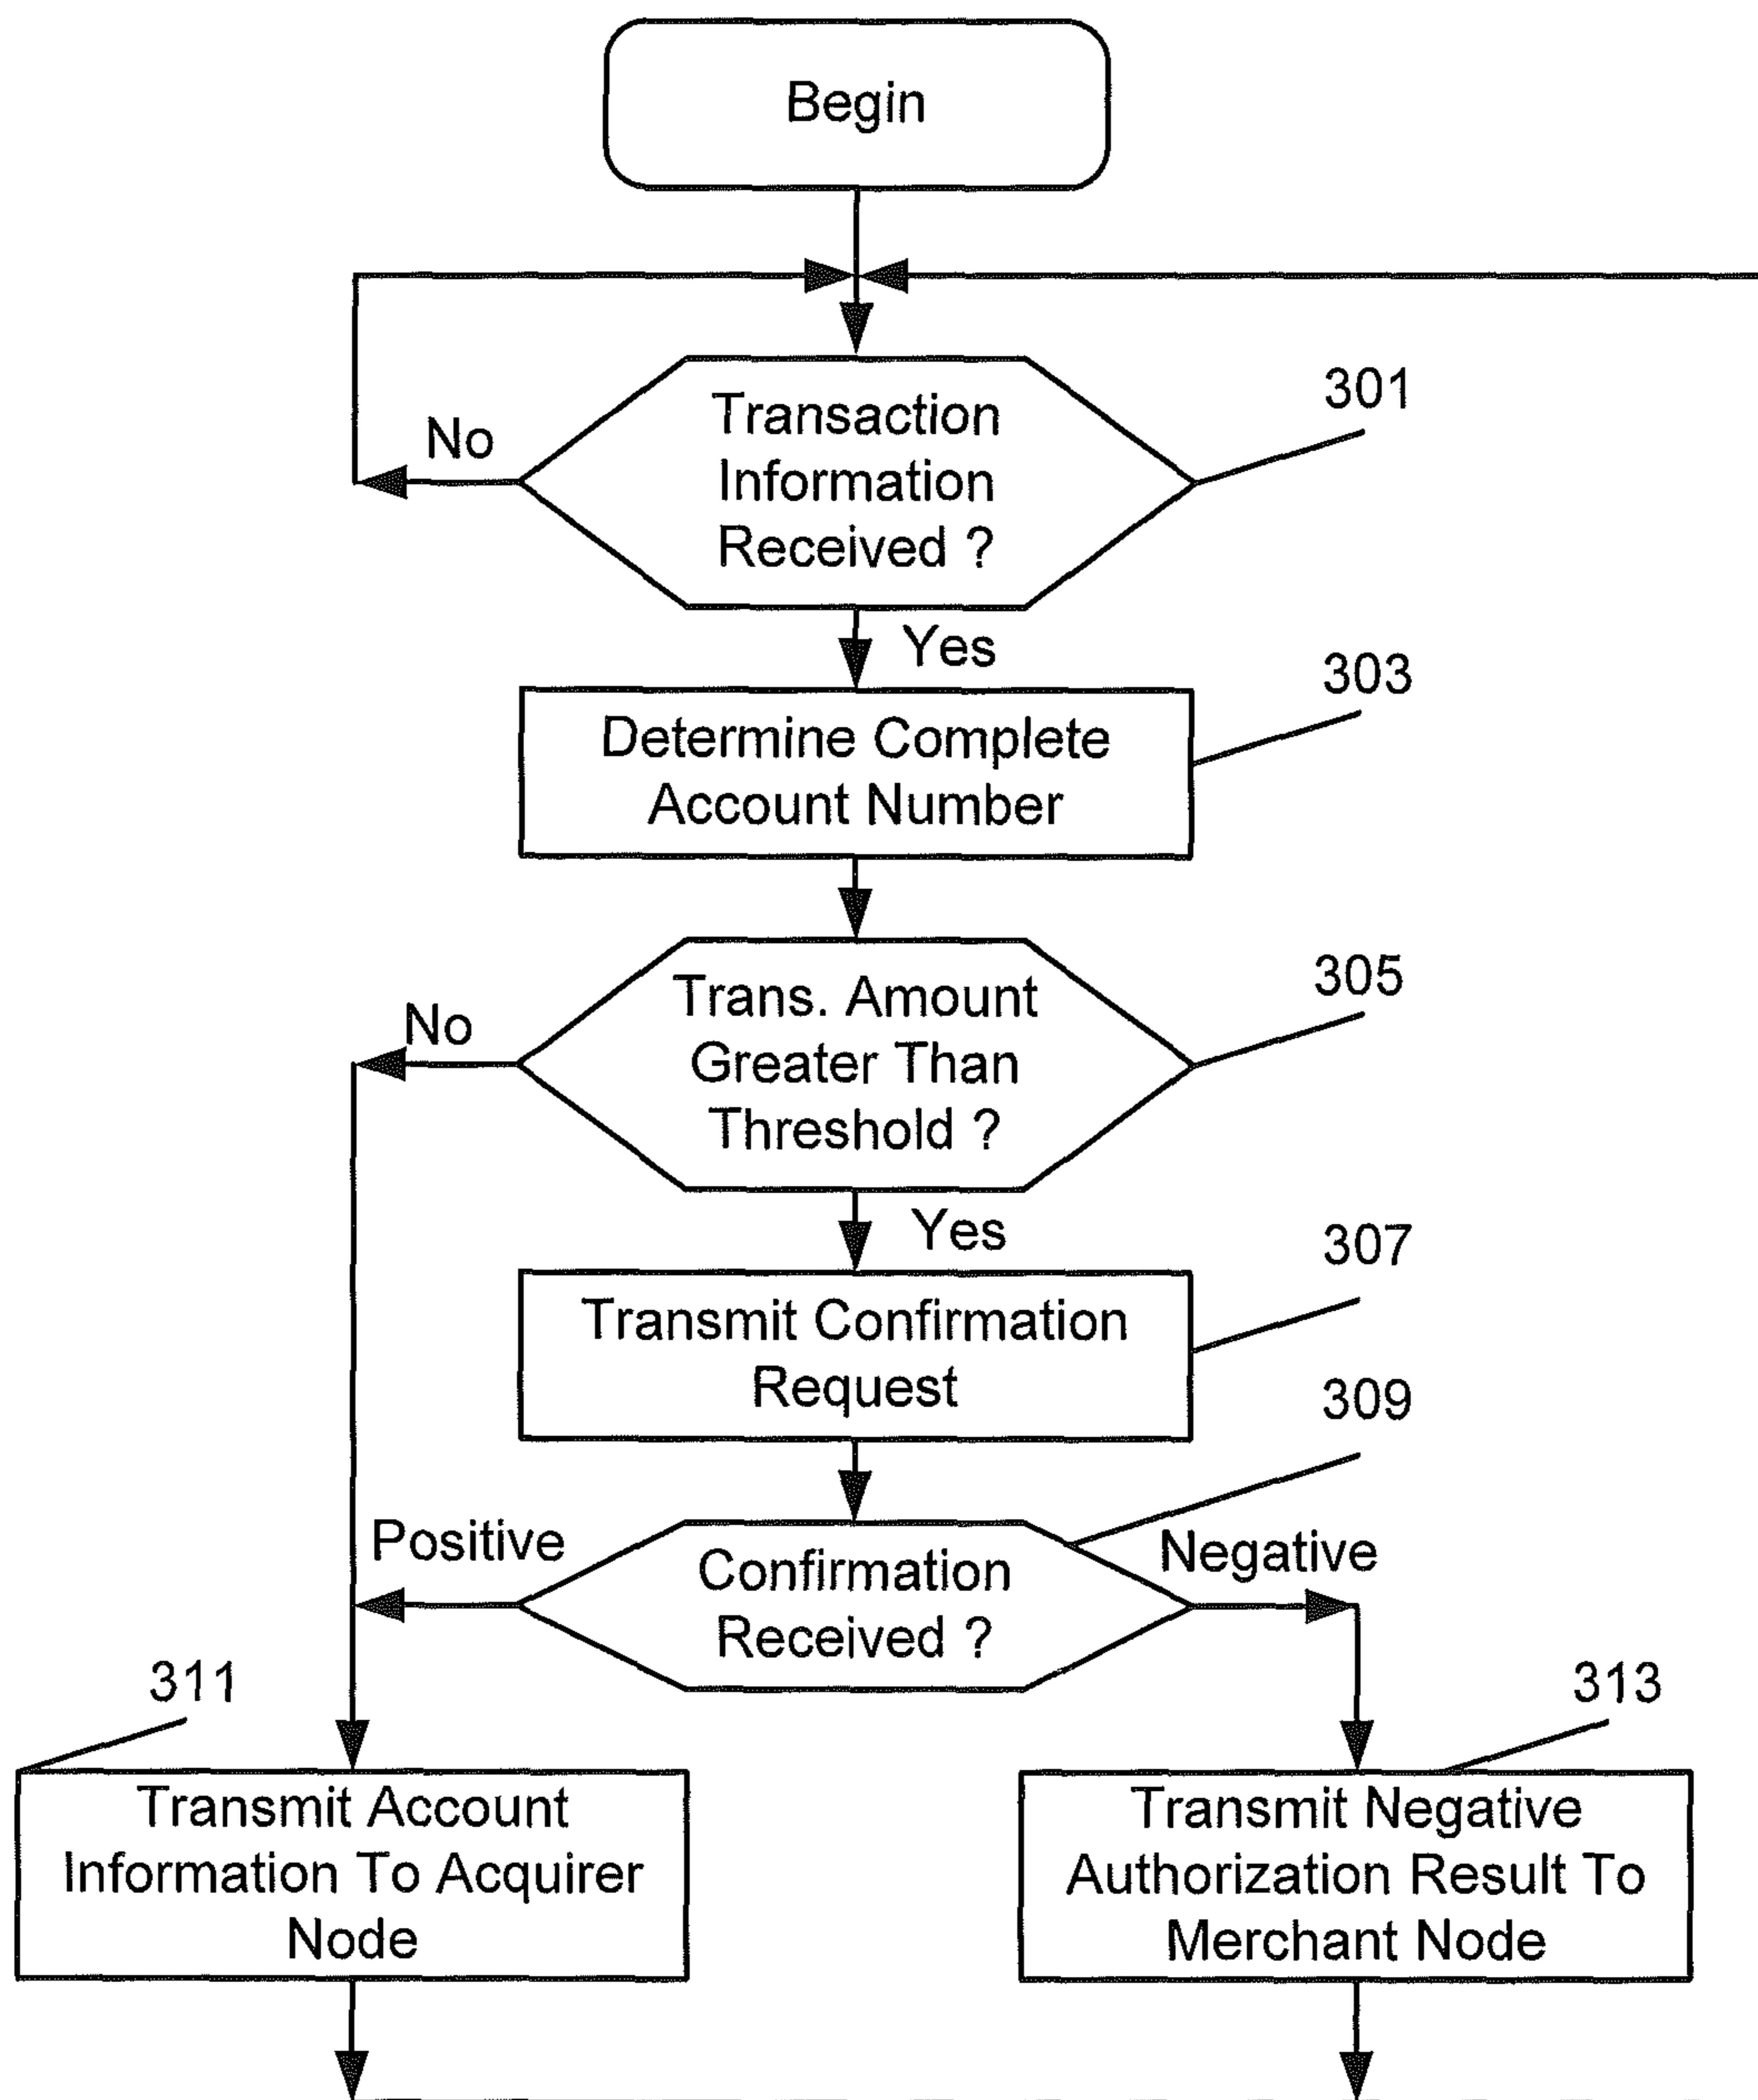 Begin
301
Transaction
Information
Received ?
No
Yes
303
Determine Complete
Account Number
305
Trans. Amount
Greater Than
Threshold ?
No
Yes
307
Transmit Confirmation
Request
309
Positive
Confirmation
Received ?
Negative
311
313
Transmit Account
Information To Acquirer
Node
Transmit Negative
Authorization Result To
Merchant Node